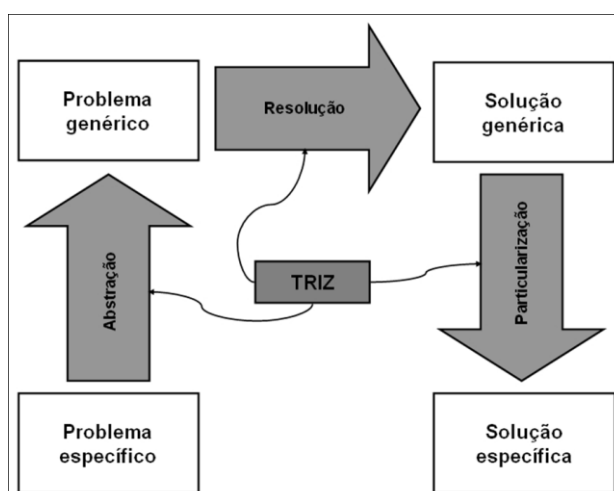 Problema
genérico
Resolução
Solução
genérica
Abstração
TRIZ
Particularização
Problema
específico
Solução
específica